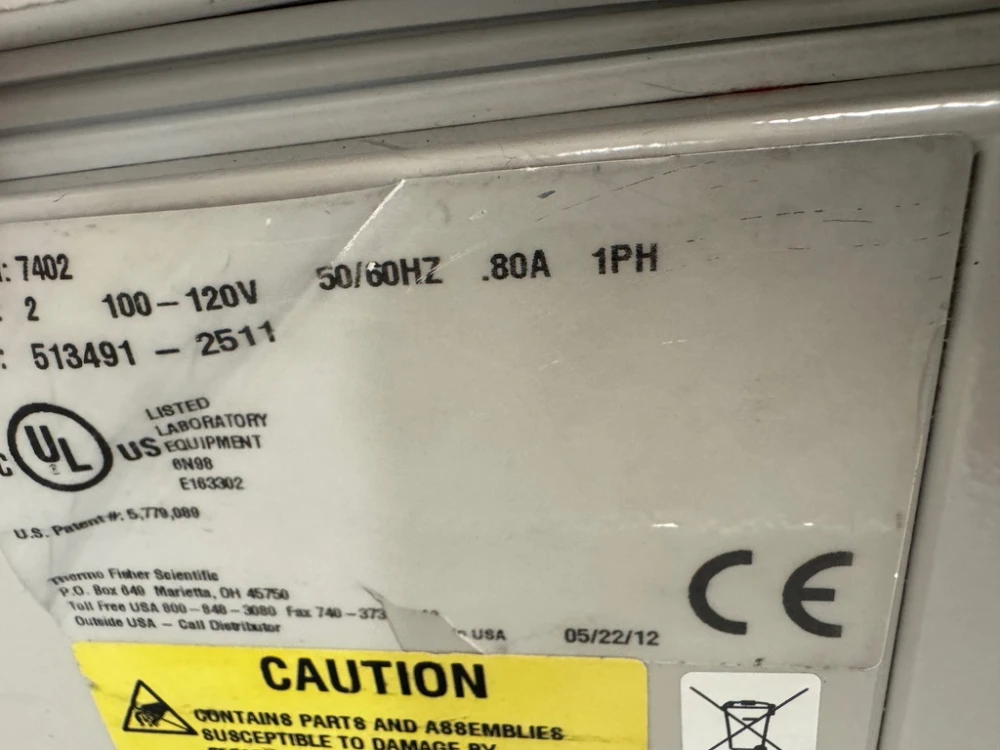 : 7402
: 2 100-120V 50/60HZ .80A 1PH
: 513491-2511
C UL US LISTED
LABORATORY
EQUIPMENT
6N98
E163302
U.S. Patent #: 5,779,089
Thermo Fisher Scientific
P.O. Box 649 Marietta, OH 45750
Toll Free USA 800-848-3080 Fax 740-373
Outside USA - Call Distributor
USA 05/22/12
CE
CAUTION
CONTAINS PARTS AND ASSEMBLIES
SUSCEPTIBLE TO DAMAGE BY